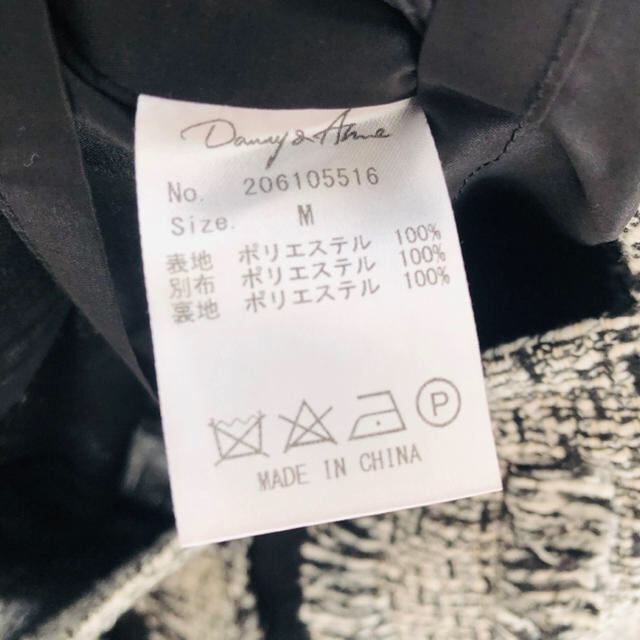 Danny & Anne
No. 206105516
Size. M
表地 ポリエステル 100%
別布 ポリエステル 100%
裏地 ポリエステル 100%
P
MADE IN CHINA